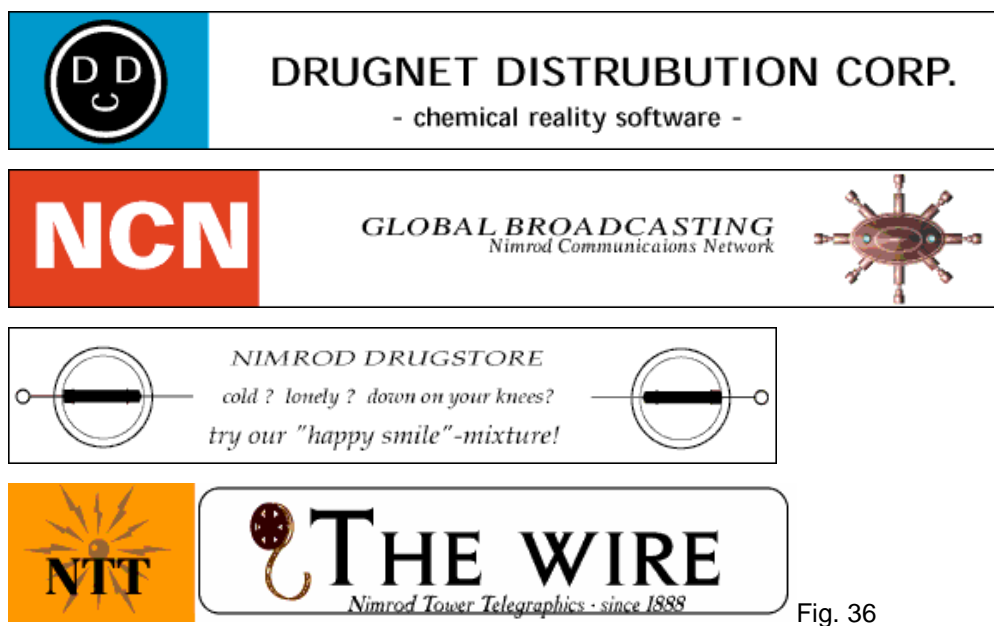 D D
C
DRUGNET DISTRUBUTION CORP.
- chemical reality software -
NCN
GLOBAL BROADCASTING
Nimrod Communicaions Network
NIMROD DRUGSTORE
cold ? lonely ? down on your knees?
try our "happy smile"-mixture!
NTT
THE WIRE
Nimrod Tower Telegraphics · since 1888
Fig. 36